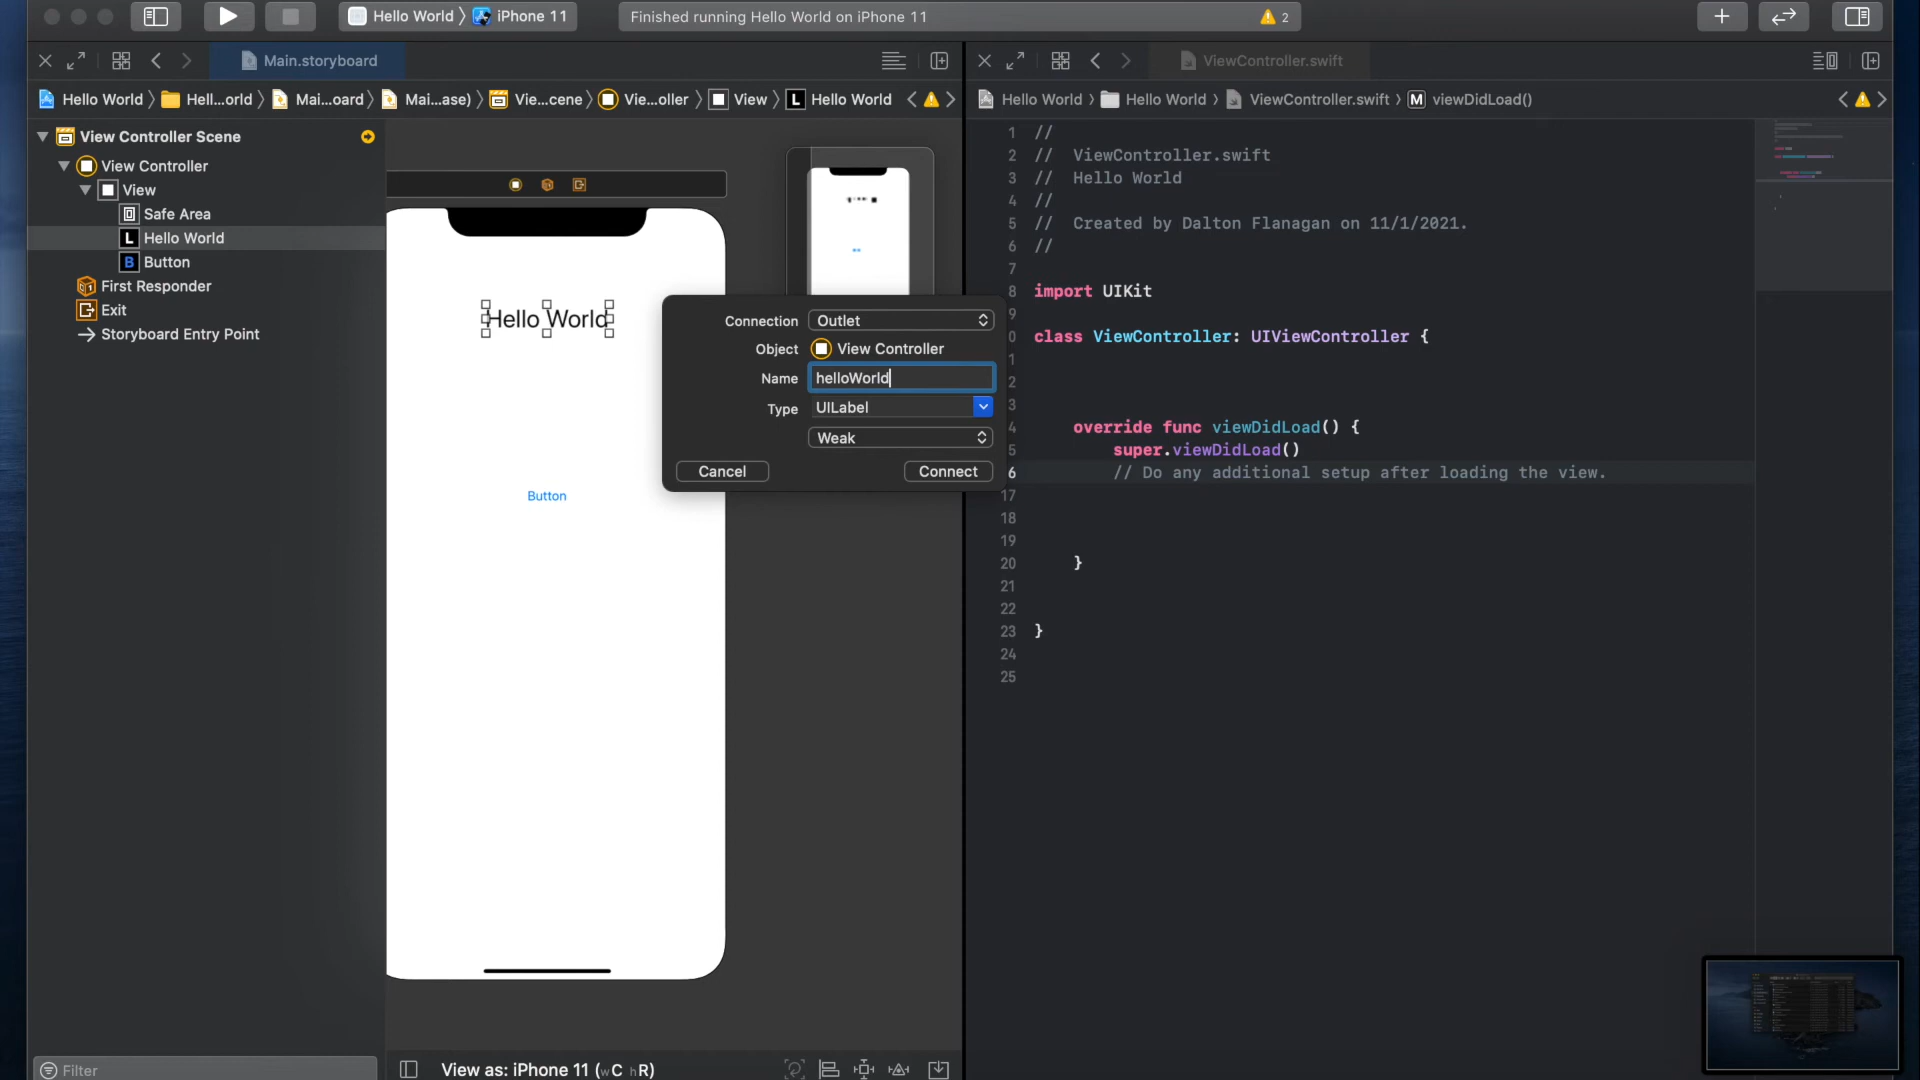 Hello World 〉 iPhone 11
Finished running Hello World on iPhone 11
2
Main.storyboard
ViewController.swift
Hello World 〉 Hell...orld 〉 Mai...oard 〉 Mai...ase) 〉 Vie...cene 〉 Vie...oller 〉 View 〉 L Hello World
Hello World › Hello World › ViewController.swift › M viewDidLoad()
View Controller Scene
View Controller
View
Safe Area
L Hello World
B Button
First Responder
Exit
Storyboard Entry Point
Filter
Hello World
Button
View as: iPhone 11 (wC hR)
Connection Outlet
Object View Controller
Name helloWorld
Type UILabel
Weak
Cancel Connect
1 //
2 // ViewController.swift
3 // Hello World
4 //
5 // Created by Dalton Flanagan on 11/1/2021.
6 //
7
8 import UIKit
9
0 class ViewController: UIViewController {
1
2
3
4 override func viewDidLoad() {
5 super.viewDidLoad()
6 // Do any additional setup after loading the view.
17
18
19
20 }
21
22
23 }
24
25